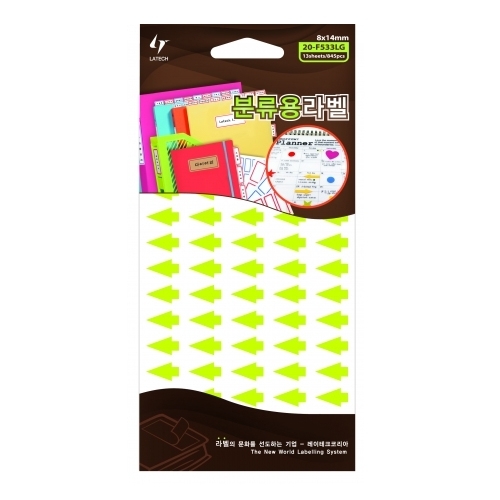 LATECH
8x14mm
20-F533LG
13sheets/845pcs
분류용라벨
Planner
라벨의 문화를 선도하는 기업 - 레이테크코리아
The New World Labelling System